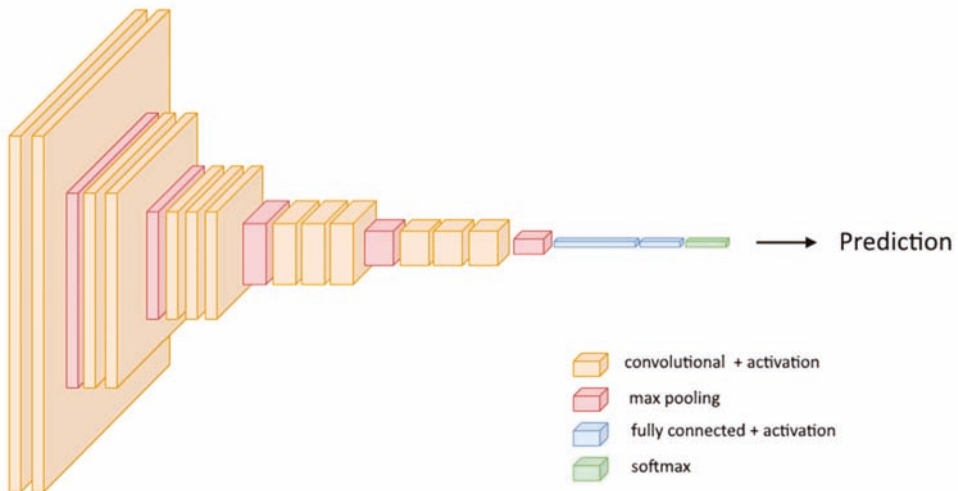 Prediction
convolutional + activation
max pooling
fully connected + activation
softmax